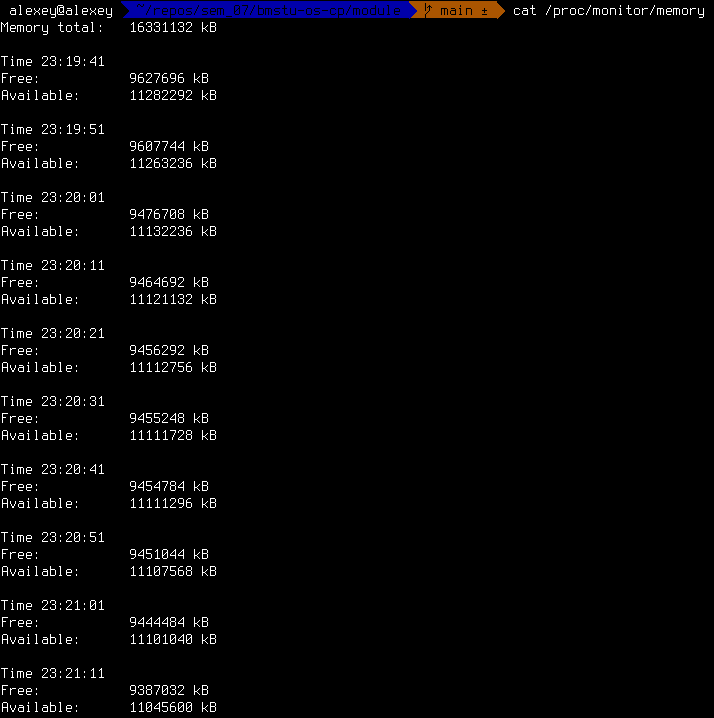 alexey@alexey ~/repos/sem_ /bmstu-os-cp/module main ± cat /proc/monitor/memory
Memory total: 16331132 kB
Time 23:19:41
Free: 9627696 kB
Available: 11282292 kB
Time 23:19:51
Free: 9607744 kB
Available: 11263236 kB
Time 23:20:01
Free: 9476708 kB
Available: 11132236 kB
Time 23:20:11
Free: 9464692 kB
Available: 11121132 kB
Time 23:20:21
Free: 9456292 kB
Available: 11112756 kB
Time 23:20:31
Free: 9455248 kB
Available: 11111728 kB
Time 23:20:41
Free: 9454784 kB
Available: 11111296 kB
Time 23:20:51
Free: 9451044 kB
Available: 11107568 kB
Time 23:21:01
Free: 9444484 kB
Available: 11101040 kB
Time 23:21:11
Free: 9387032 kB
Available: 11045600 kB